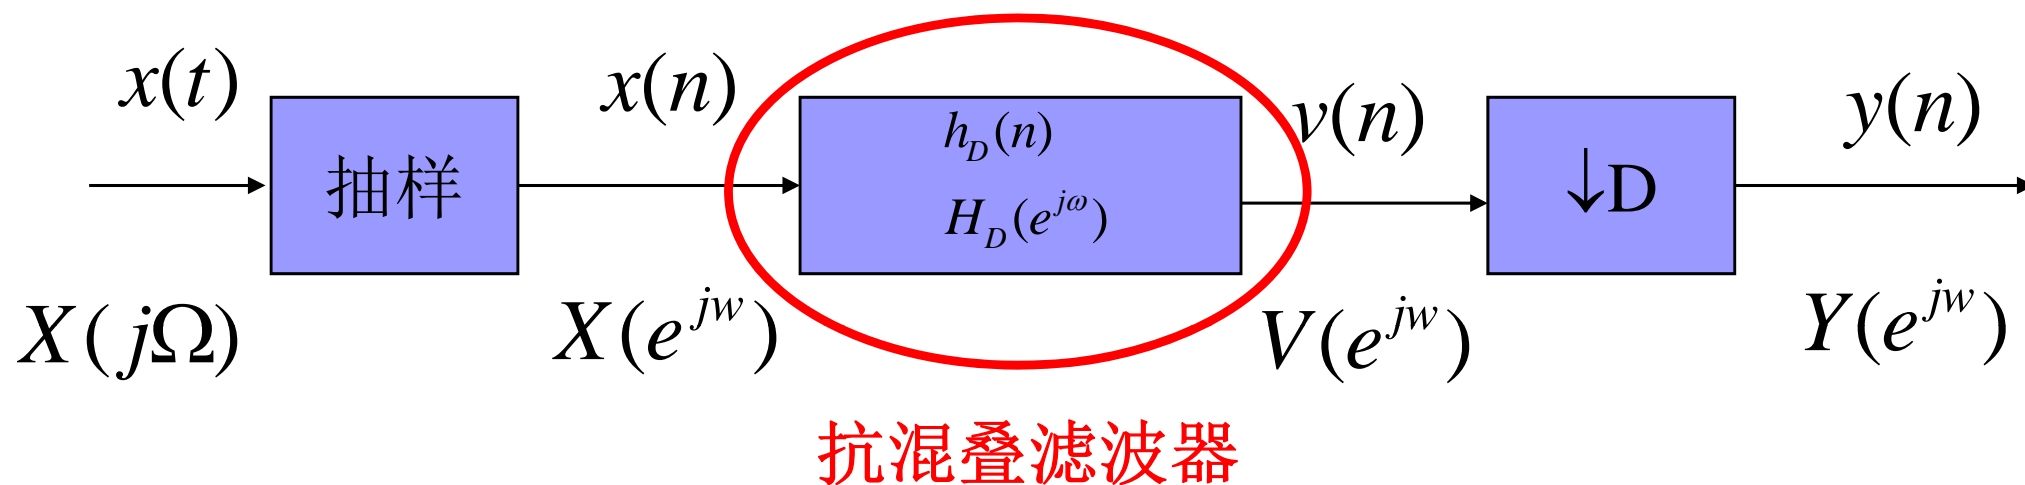 x(t) x(n) v(n) y(n)
抽样
h_D(n)
H_D(e^{jω})
↓D
X(jΩ) X(e^{jw}) V(e^{jw}) Y(e^{jw})
抗混叠滤波器